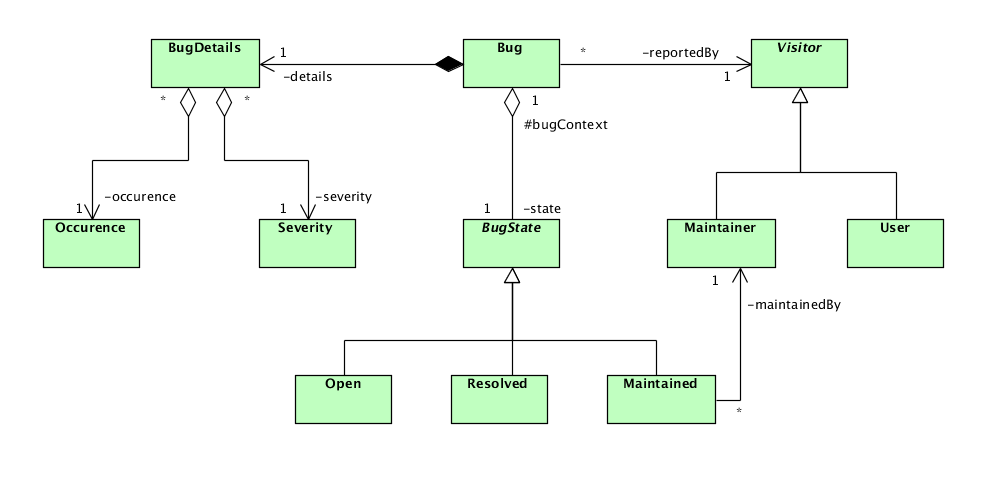 BugDetails
Bug
Visitor
1
*
-reportedBy
-details
1
*
*
1
#bugContext
-occurence
-severity
1
1
1
-state
Occurence
Severity
BugState
Maintainer
User
1
-maintainedBy
Open
Resolved
Maintained
*